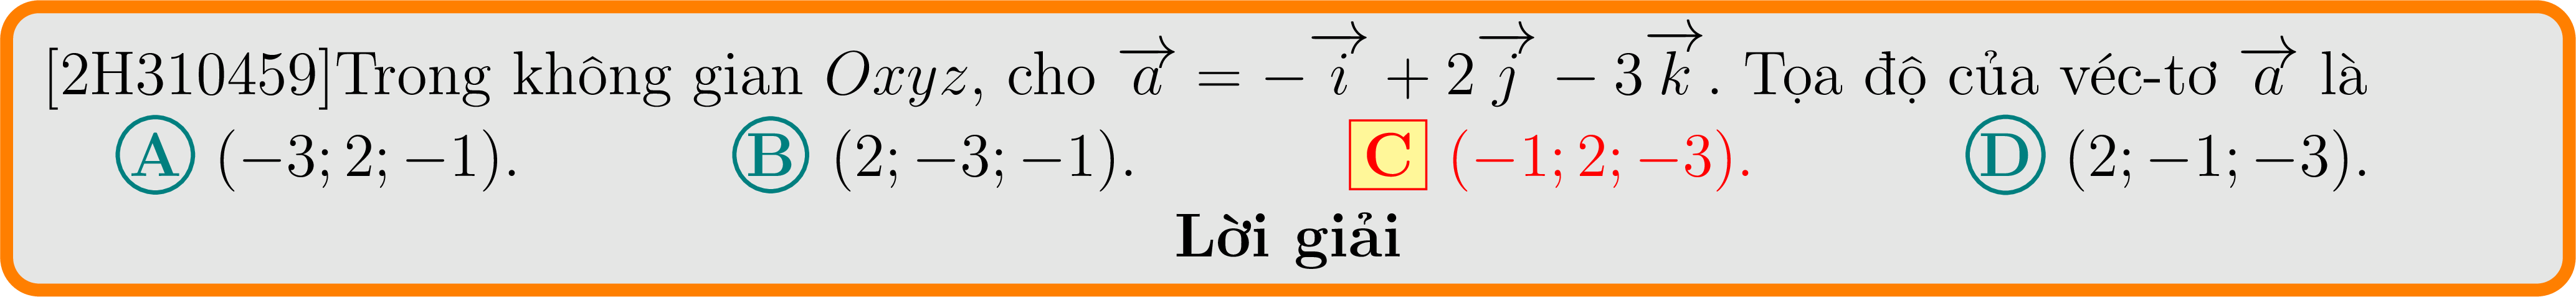 [2H310459]Trong không gian Oxyz, cho $\overrightarrow{a} = -\overrightarrow{i} + 2\overrightarrow{j} - 3\overrightarrow{k}$. Tọa độ của véc-tơ $\overrightarrow{a}$ là
A (−3; 2; −1). B (2; −3; −1). C (−1; 2; −3). D (2; −1; −3).
Lời giải